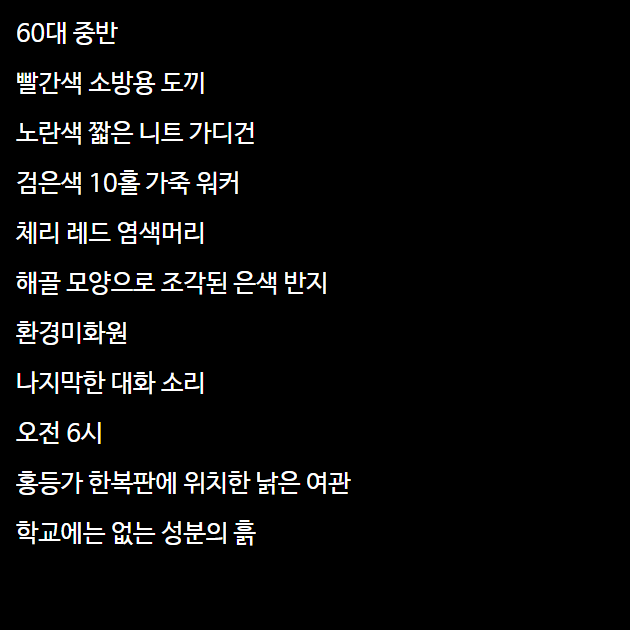 60대 중반
빨간색 소방용 도끼
노란색 짧은 니트 가디건
검은색 10홀 가죽 워커
체리 레드 염색머리
해골 모양으로 조각된 은색 반지
환경미화원
나지막한 대화 소리
오전 6시
홍등가 한복판에 위치한 낡은 여관
학교에는 없는 성분의 흙